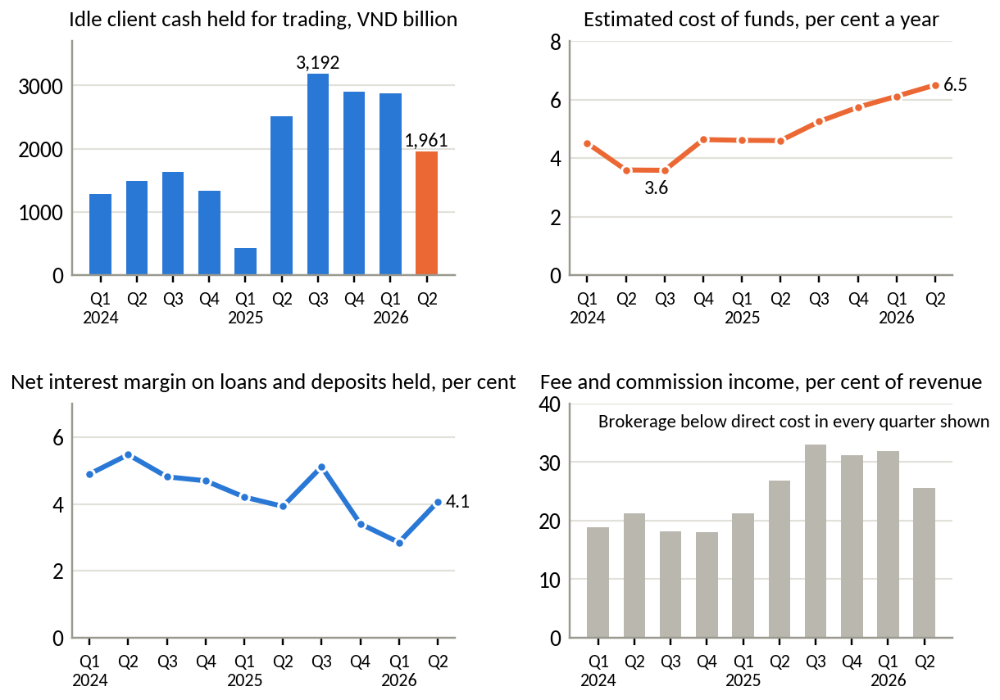 Idle client cash held for trading, VND billion
3000
2000
1000
0
3,192
1,961
Q1 Q2 Q3 Q4 Q1 Q2 Q3 Q4 Q1 Q2
2024 2025 2026
Estimated cost of funds, per cent a year
8
6
4
2
0
3.6
6.5
Q1 Q2 Q3 Q4 Q1 Q2 Q3 Q4 Q1 Q2
2024 2025 2026
Net interest margin on loans and deposits held, per cent
6
4
2
0
4.1
Q1 Q2 Q3 Q4 Q1 Q2 Q3 Q4 Q1 Q2
2024 2025 2026
Fee and commission income, per cent of revenue
40
Brokerage below direct cost in every quarter shown
30
20
10
0
Q1 Q2 Q3 Q4 Q1 Q2 Q3 Q4 Q1 Q2
2024 2025 2026